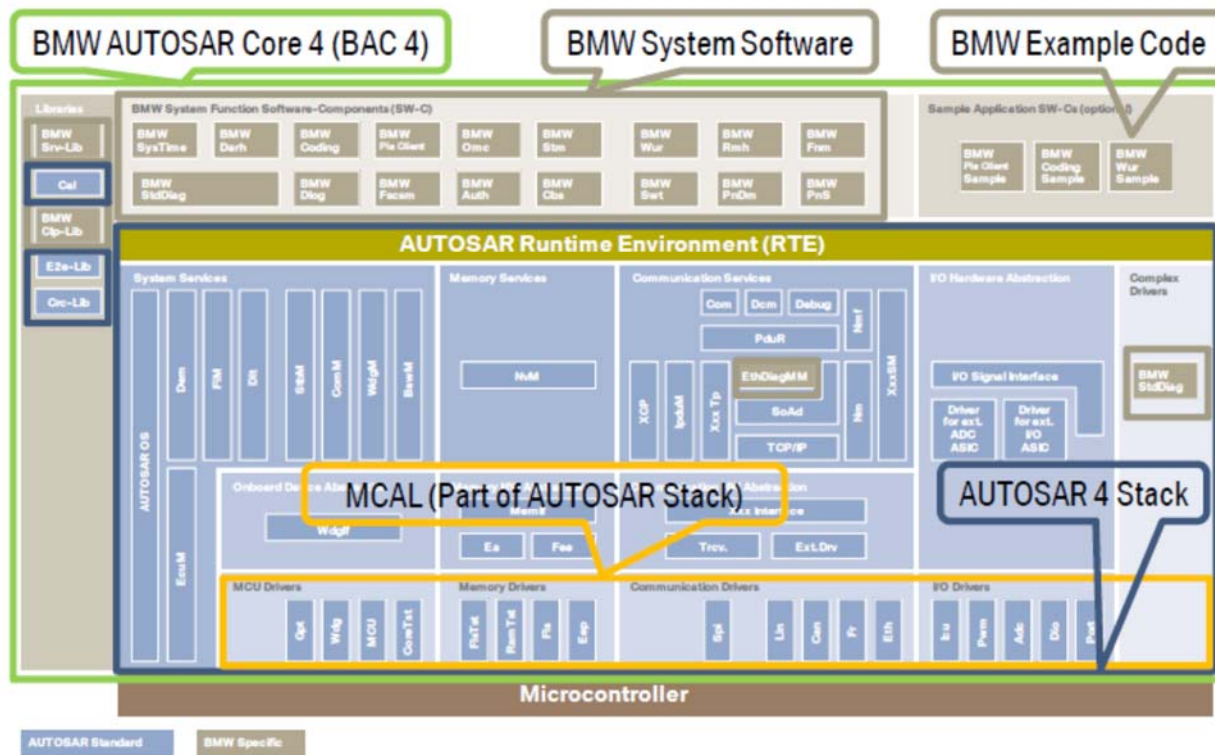 BMW AUTOSAR Core 4 (BAC 4)
BMW System Software
BMW Example Code
Libraries
BMW
Srv-Lib
Cal
BMW
Clp-Lib
E2e-Lib
Crc-Lib
BMW System Function Software-Components (SW-C)
BMW
SysTime
BMW
Darh
BMW
Coding
BMW
Pia Client
BMW
Omc
BMW
Stm
BMW
Wur
BMW
Rmh
BMW
Fnm
BMW
StdDiag
BMW
Dlog
BMW
Fscsm
BMW
Auth
BMW
Cbs
BMW
Swt
BMW
PnDm
BMW
PnS
Sample Application SW-Cs
BMW
Pia Client
Sample
BMW
Coding
Sample
BMW
Wur
Sample
AUTOSAR Runtime Environment (RTE)
System Services
AUTOSAR OS
Dem
FiM
Dlt
StbM
ComM
WdgM
BswM
EcuM
Memory Services
NvM
Communication Services
Com
Dcm
Debug
PduR
Nmf
XxxSM
XCP
IpduM
Xxx Tp
EthDiagMM
SoAd
TCP/IP
Nm
I/O Hardware Abstraction
I/O Signal Interface
Driver
for ext.
ADC
ASIC
Driver
for ext.
I/O
ASIC
Complex
Drivers
BMW
StdDiag
MCAL (Part of AUTOSAR Stack)
AUTOSAR 4 Stack
Onboard
WdgIf
MemIf
Ea
Fee
Xxx Interface
Trcv.
Ext.Drv
MCU Drivers
Gpt
Wdg
MCU
CoreTst
Memory Drivers
FlsTst
Ram Tst
Fls
Eep
Communication Drivers
Spi
Lin
Can
Fr
Eth
I/O Drivers
Icu
Pwm
Adc
Dio
Port
Microcontroller
AUTOSAR Standard
BMW Specific